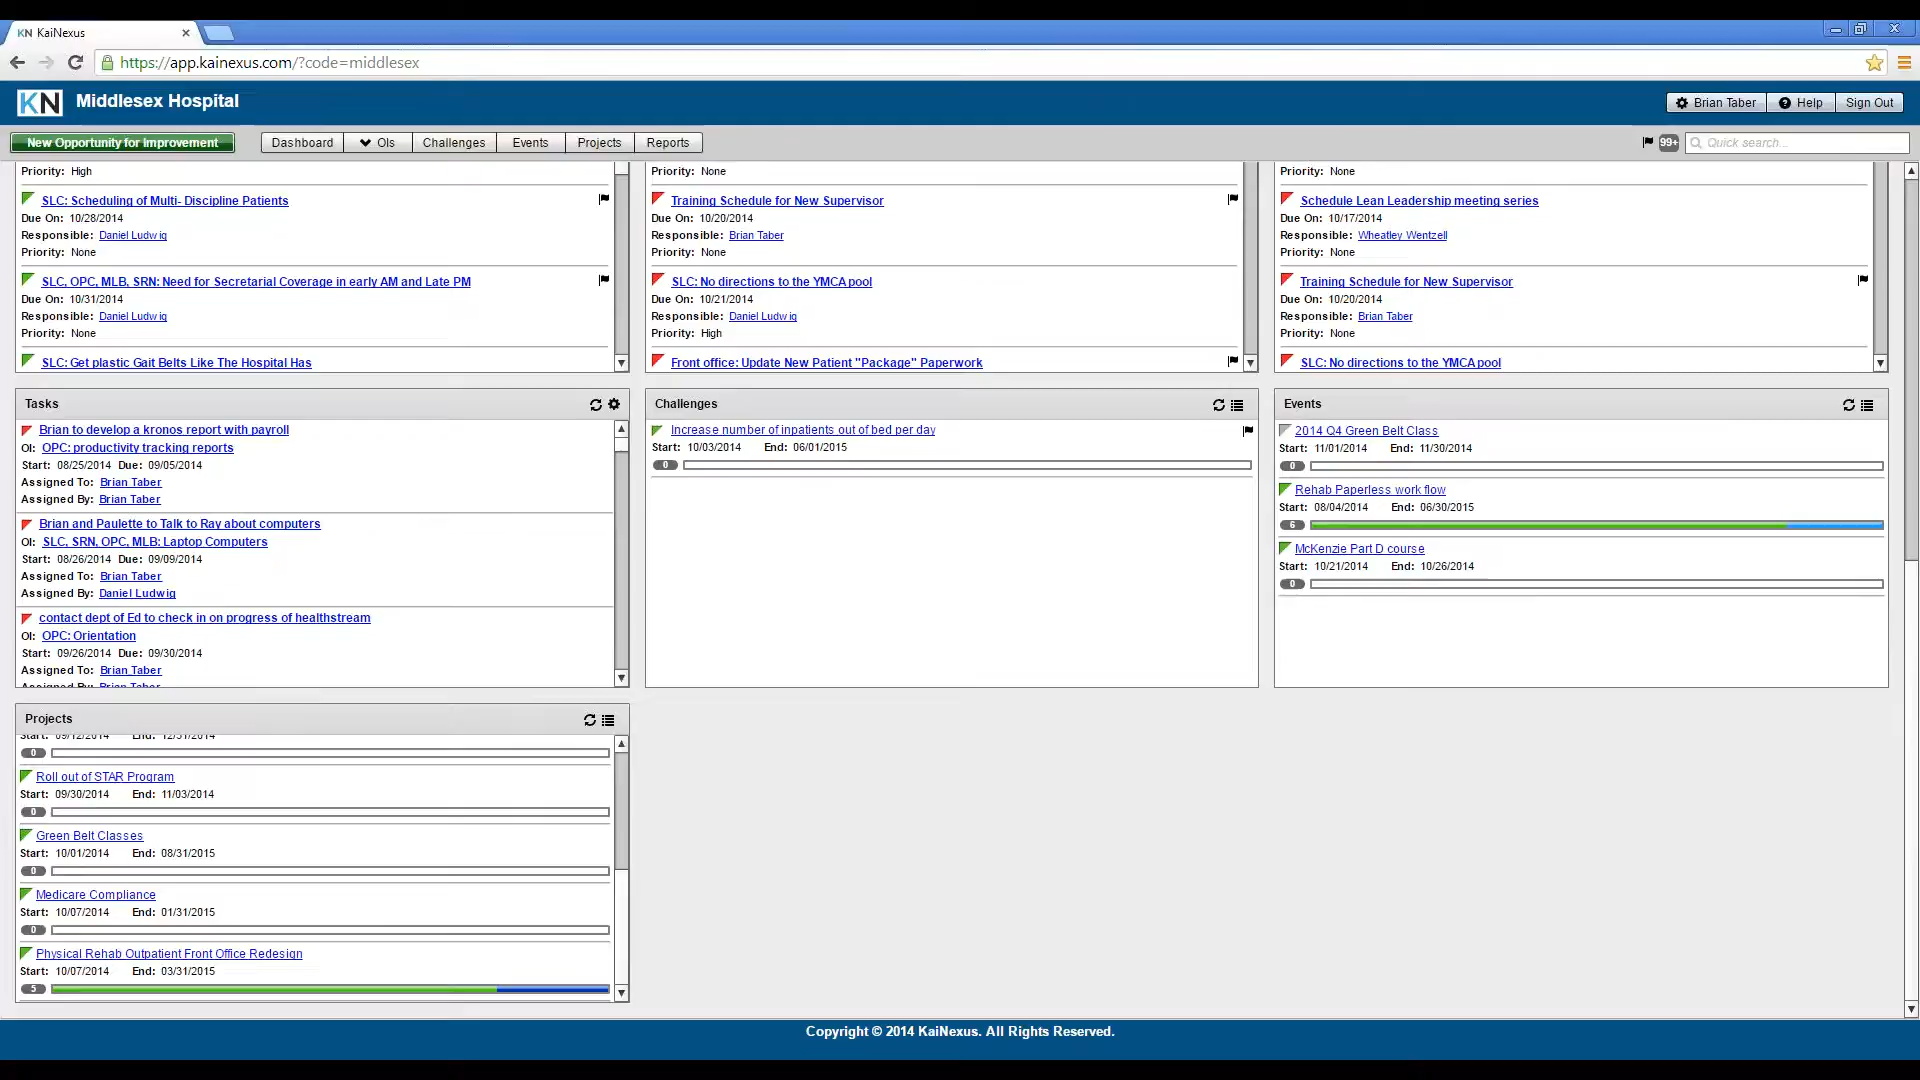 KN KaiNexus
https://app.kainexus.com/?code=middlesex
KN Middlesex Hospital
Brian Taber
Help
Sign Out
New Opportunity for Improvement
Dashboard
OIs
Challenges
Events
Projects
Reports
99+
Quick search...
Priority: High
SLC: Scheduling of Multi- Discipline Patients
Due On: 10/28/2014
Responsible: Daniel Ludwig
Priority: None
SLC, OPC, MLB, SRN: Need for Secretarial Coverage in early AM and Late PM
Due On: 10/31/2014
Responsible: Daniel Ludwig
Priority: None
SLC: Get plastic Gait Belts Like The Hospital Has
Priority: None
Training Schedule for New Supervisor
Due On: 10/20/2014
Responsible: Brian Taber
Priority: None
SLC: No directions to the YMCA pool
Due On: 10/21/2014
Responsible: Daniel Ludwig
Priority: High
Front office: Update New Patient "Package" Paperwork
Priority: None
Schedule Lean Leadership meeting series
Due On: 10/17/2014
Responsible: Wheatley Wentzell
Priority: None
Training Schedule for New Supervisor
Due On: 10/20/2014
Responsible: Brian Taber
Priority: None
SLC: No directions to the YMCA pool
Tasks
Brian to develop a kronos report with payroll
OI: OPC: productivity tracking reports
Start: 08/25/2014 Due: 09/05/2014
Assigned To: Brian Taber
Assigned By: Brian Taber
Brian and Paulette to Talk to Ray about computers
OI: SLC, SRN, OPC, MLB: Laptop Computers
Start: 08/26/2014 Due: 09/09/2014
Assigned To: Brian Taber
Assigned By: Daniel Ludwig
contact dept of Ed to check in on progress of healthstream
OI: OPC: Orientation
Start: 09/26/2014 Due: 09/30/2014
Assigned To: Brian Taber
Assigned By: Brian Taber
Challenges
Increase number of inpatients out of bed per day
Start: 10/03/2014 End: 06/01/2015
0
Events
2014 Q4 Green Belt Class
Start: 11/01/2014 End: 11/30/2014
0
Rehab Paperless work flow
Start: 08/04/2014 End: 06/30/2015
6
McKenzie Part D course
Start: 10/21/2014 End: 10/26/2014
0
Projects
Start: 09/12/2014 End: 12/31/2014
0
Roll out of STAR Program
Start: 09/30/2014 End: 11/03/2014
0
Green Belt Classes
Start: 10/01/2014 End: 08/31/2015
0
Medicare Compliance
Start: 10/07/2014 End: 01/31/2015
0
Physical Rehab Outpatient Front Office Redesign
Start: 10/07/2014 End: 03/31/2015
5
Copyright © 2014 KaiNexus. All Rights Reserved.